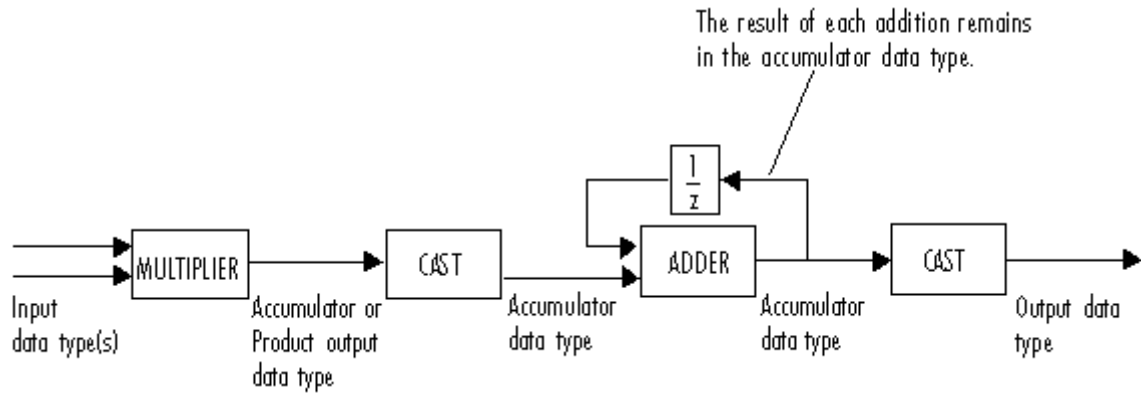 The result of each addition remains
in the accumulator data type.
1
z
MULTIPLIER
CAST
ADDER
CAST
Input
data type(s)
Accumulator or
Product output
data type
Accumulator
data type
Accumulator
data type
Output data
type